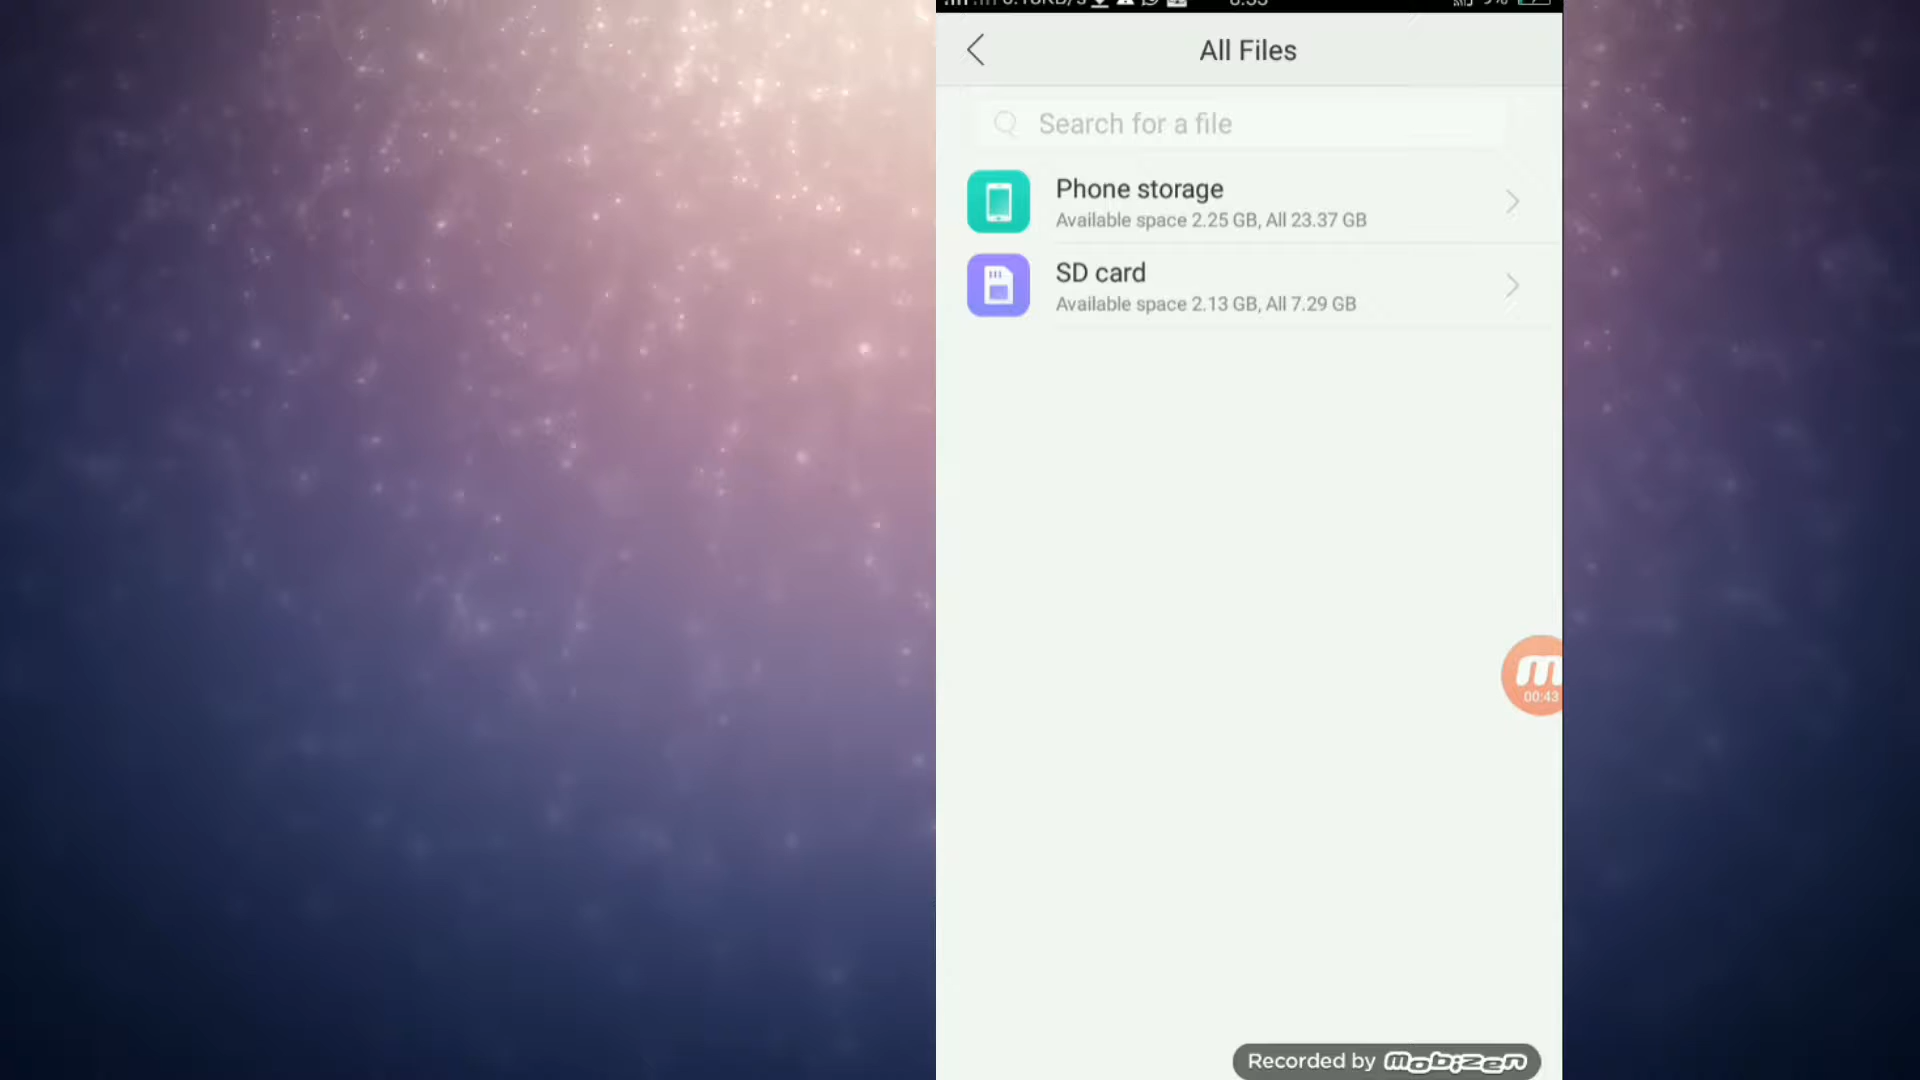 All Files
Search for a file
Phone storage
Available space 2.25 GB, All 23.37 GB
SD card
Available space 2.13 GB, All 7.29 GB
m
00:43
Recorded by mobizen